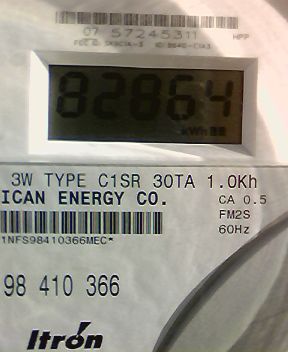 07 57245311
HPP
82864
kWh
3W TYPE C1SR 30TA 1.0Kh
ICAN ENERGY CO.
CA 0.5
FM2S
60Hz
1NFS98410366MEC*
98 410 366
Itron